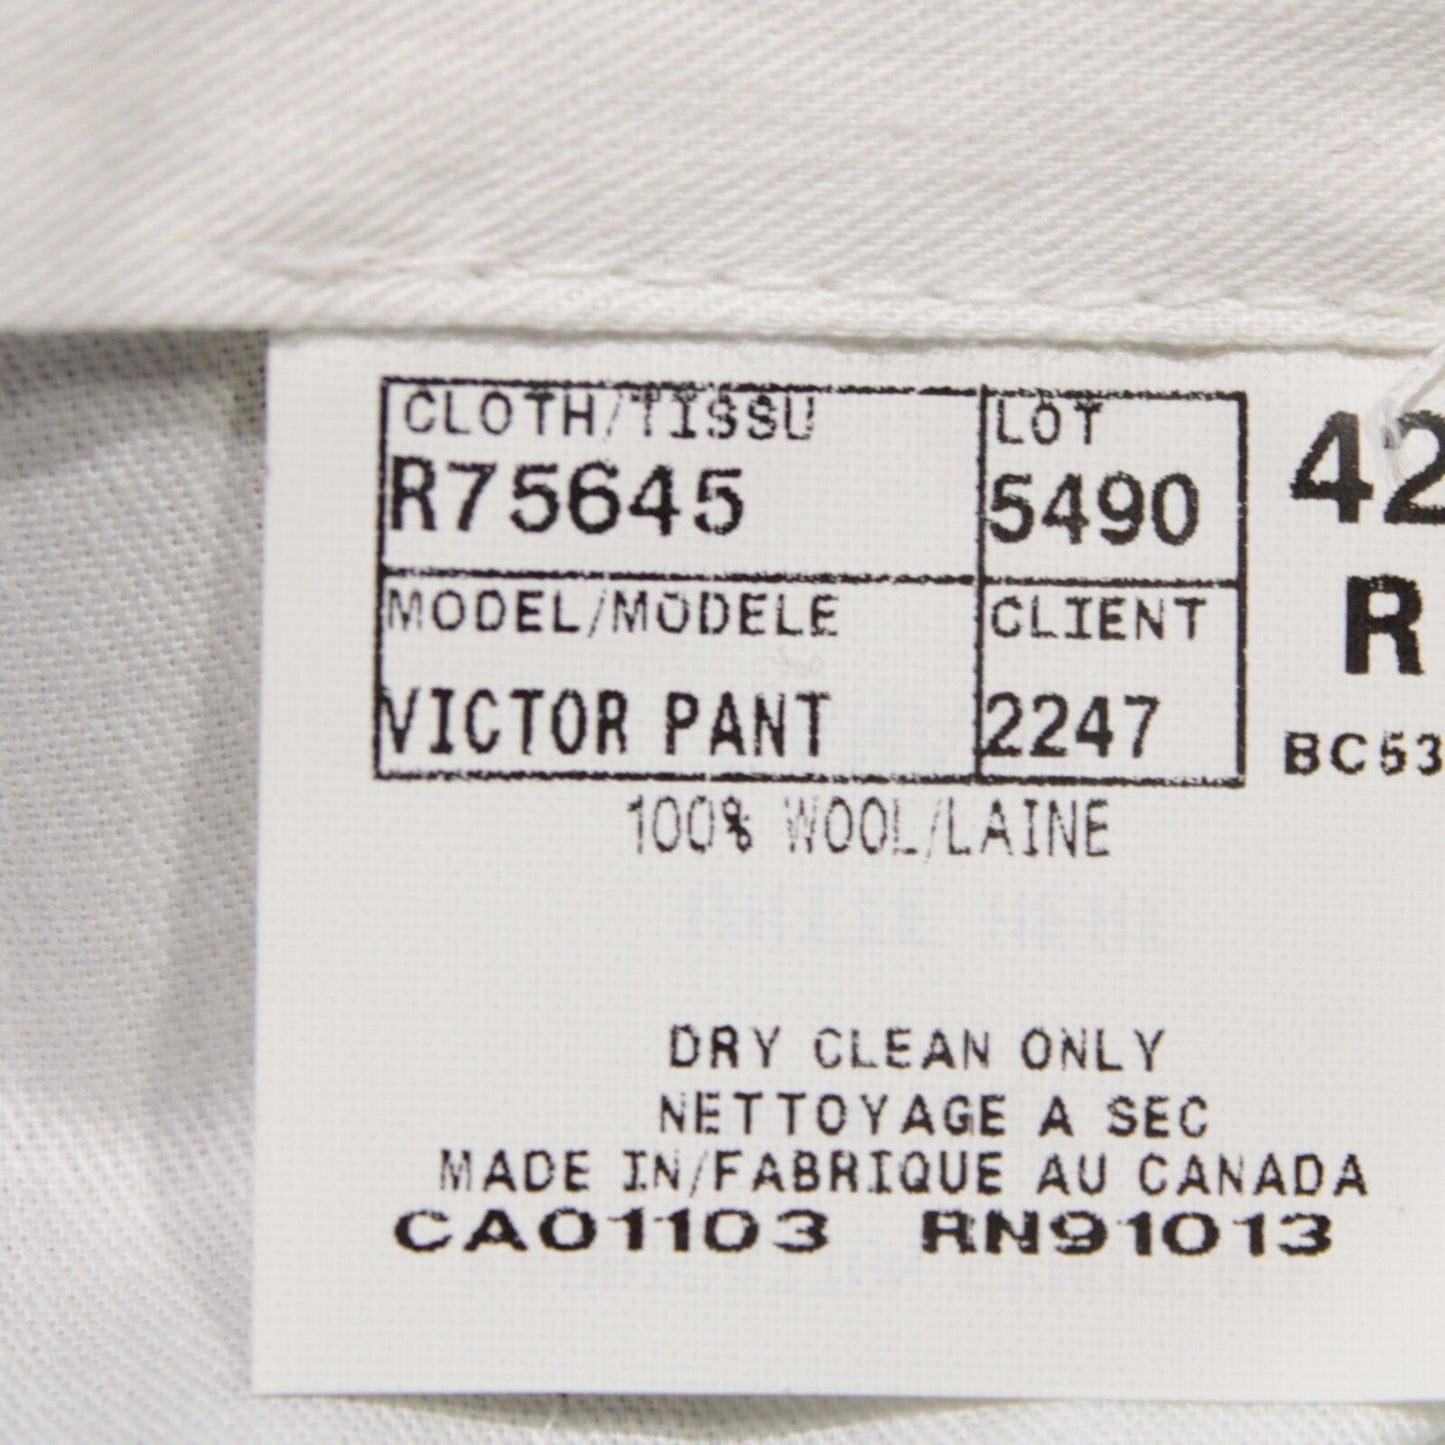 CLOTH/TISSU LOT
R75645 5490 42
MODEL/MODELE CLIENT R
VICTOR PANT 2247 BC53
100% WOOL/LAINE
DRY CLEAN ONLY
NETTOYAGE A SEC
MADE IN/FABRIQUE AU CANADA
CA01103 RN91013